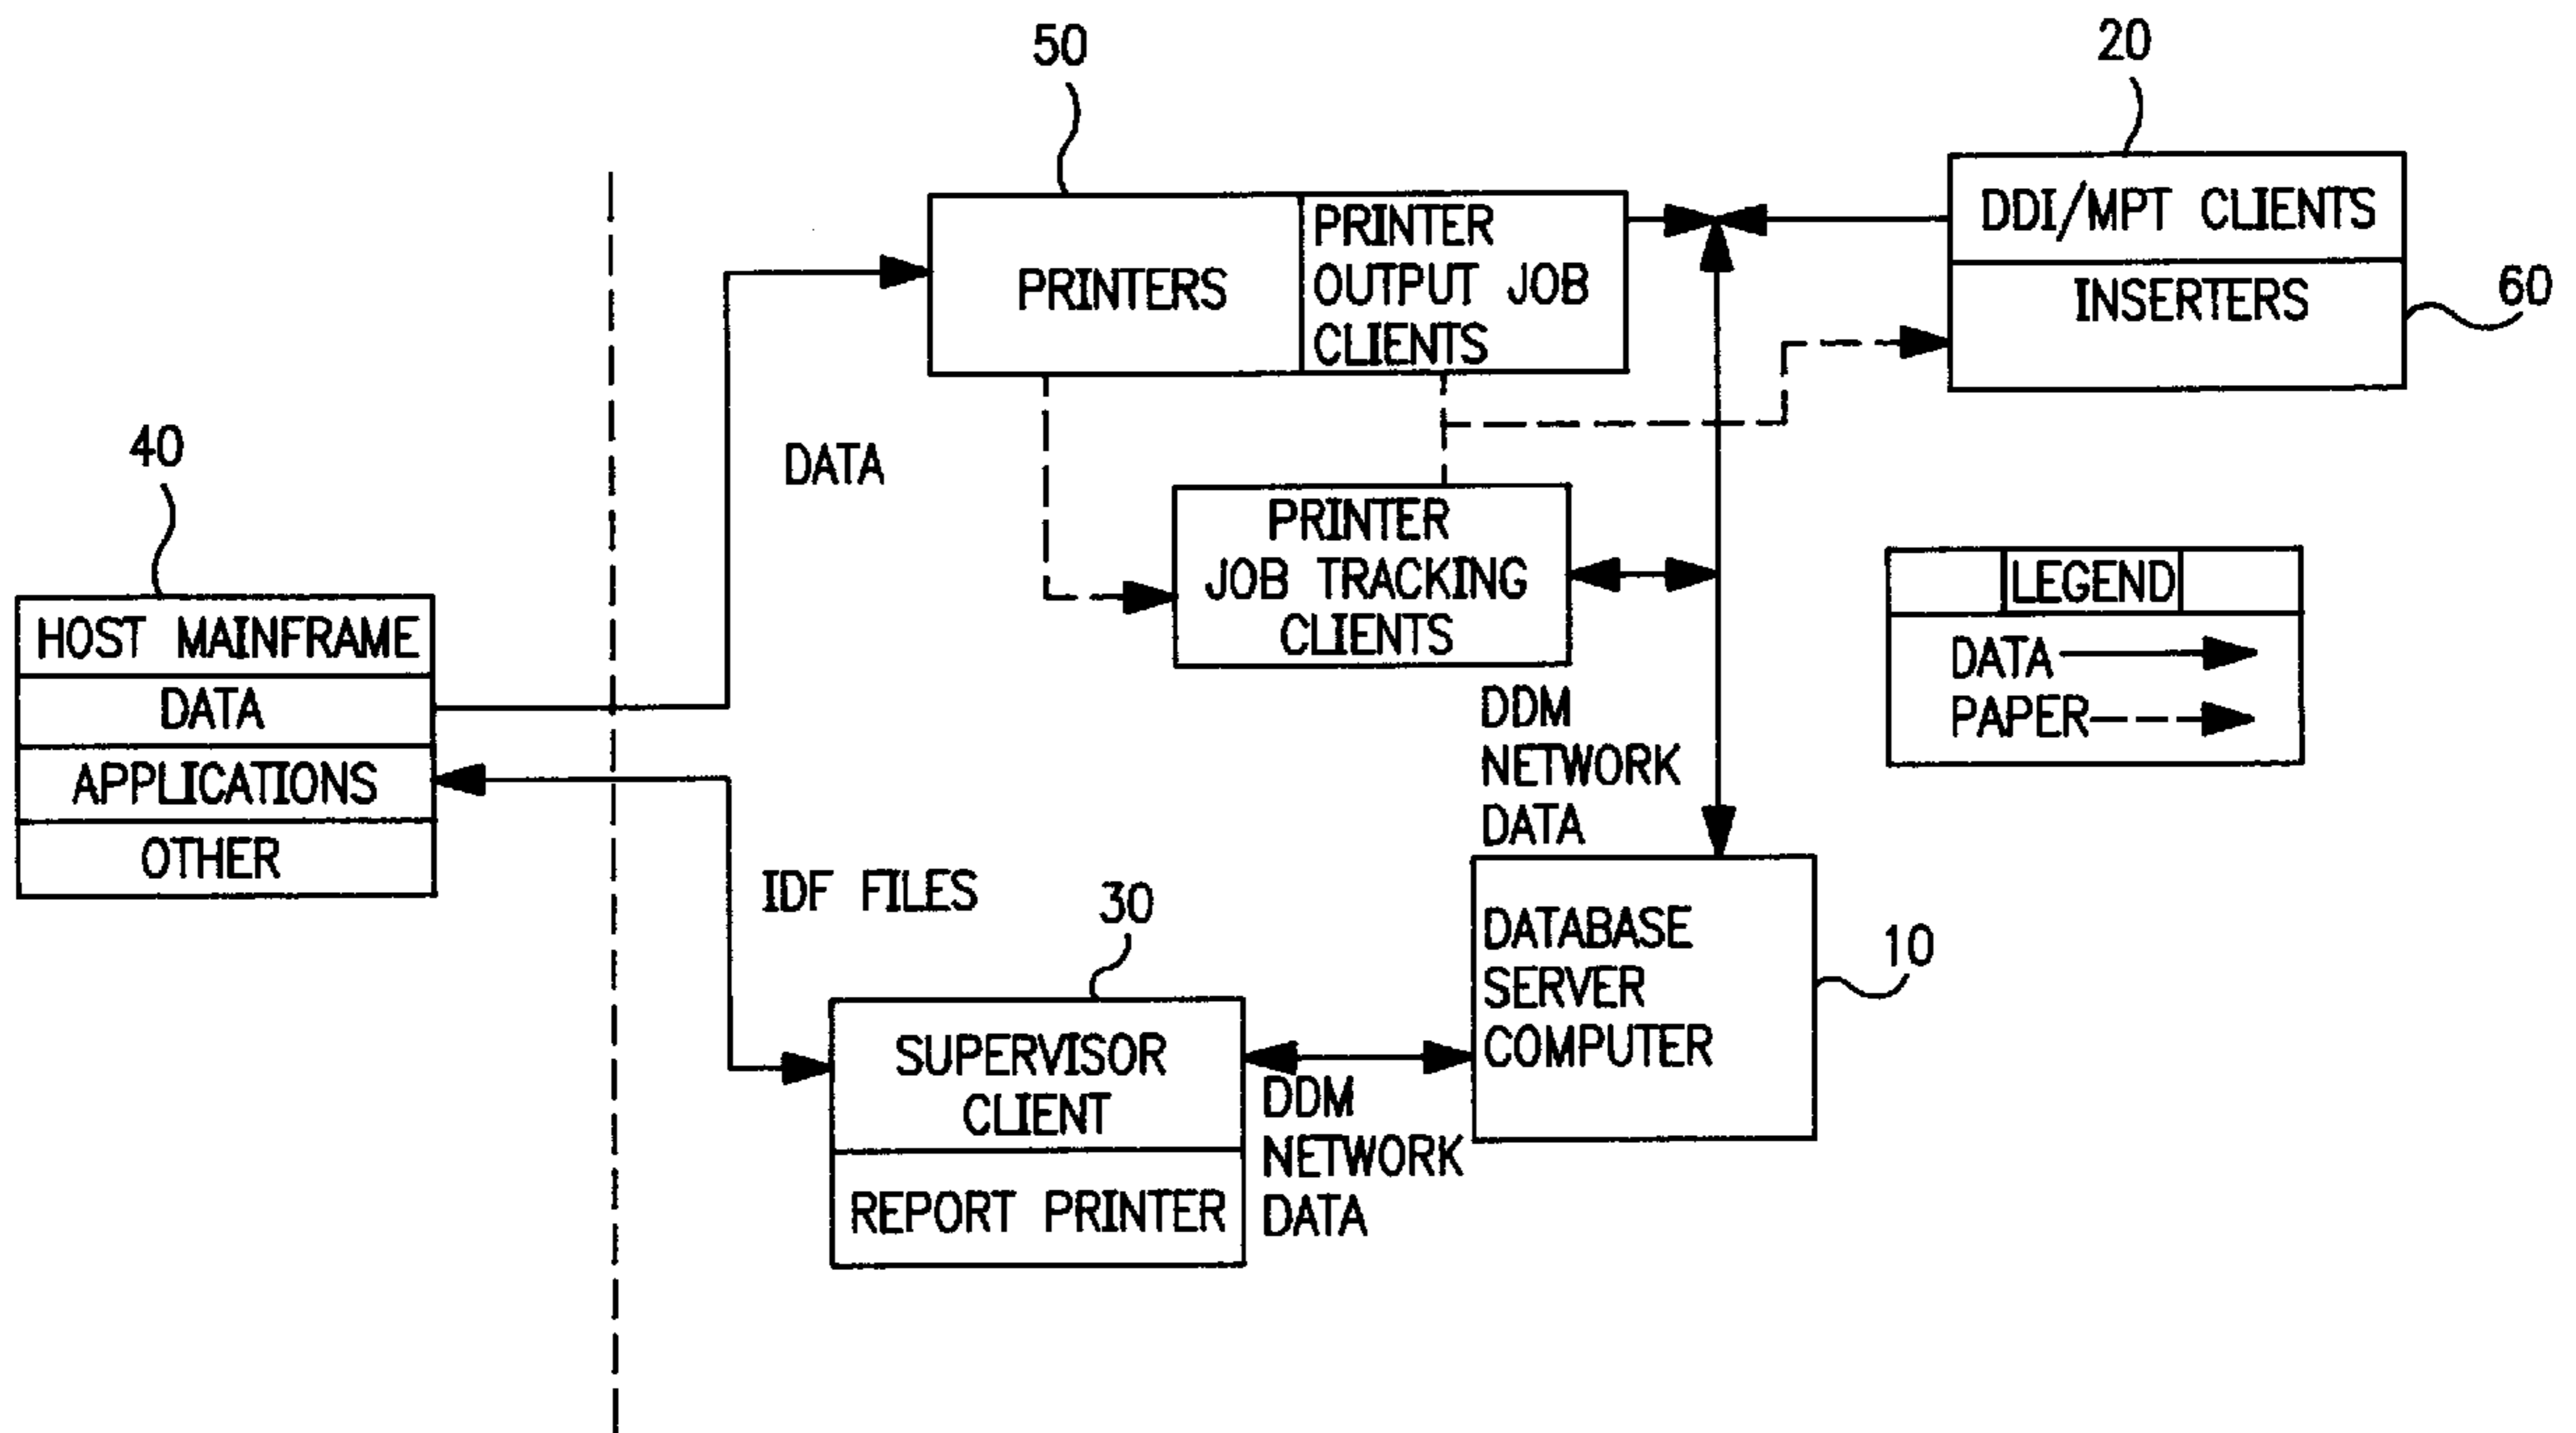 50
20
PRINTERS
PRINTER
OUTPUT JOB
CLIENTS
DDI/MPT CLIENTS
INSERTERS
60
40
DATA
HOST MAINFRAME
DATA
APPLICATIONS
OTHER
PRINTER
JOB TRACKING
CLIENTS
LEGEND
DATA
PAPER
DDM
NETWORK
DATA
IDF FILES
30
SUPERVISOR
CLIENT
REPORT PRINTER
DDM
NETWORK
DATA
DATABASE
SERVER
COMPUTER
10